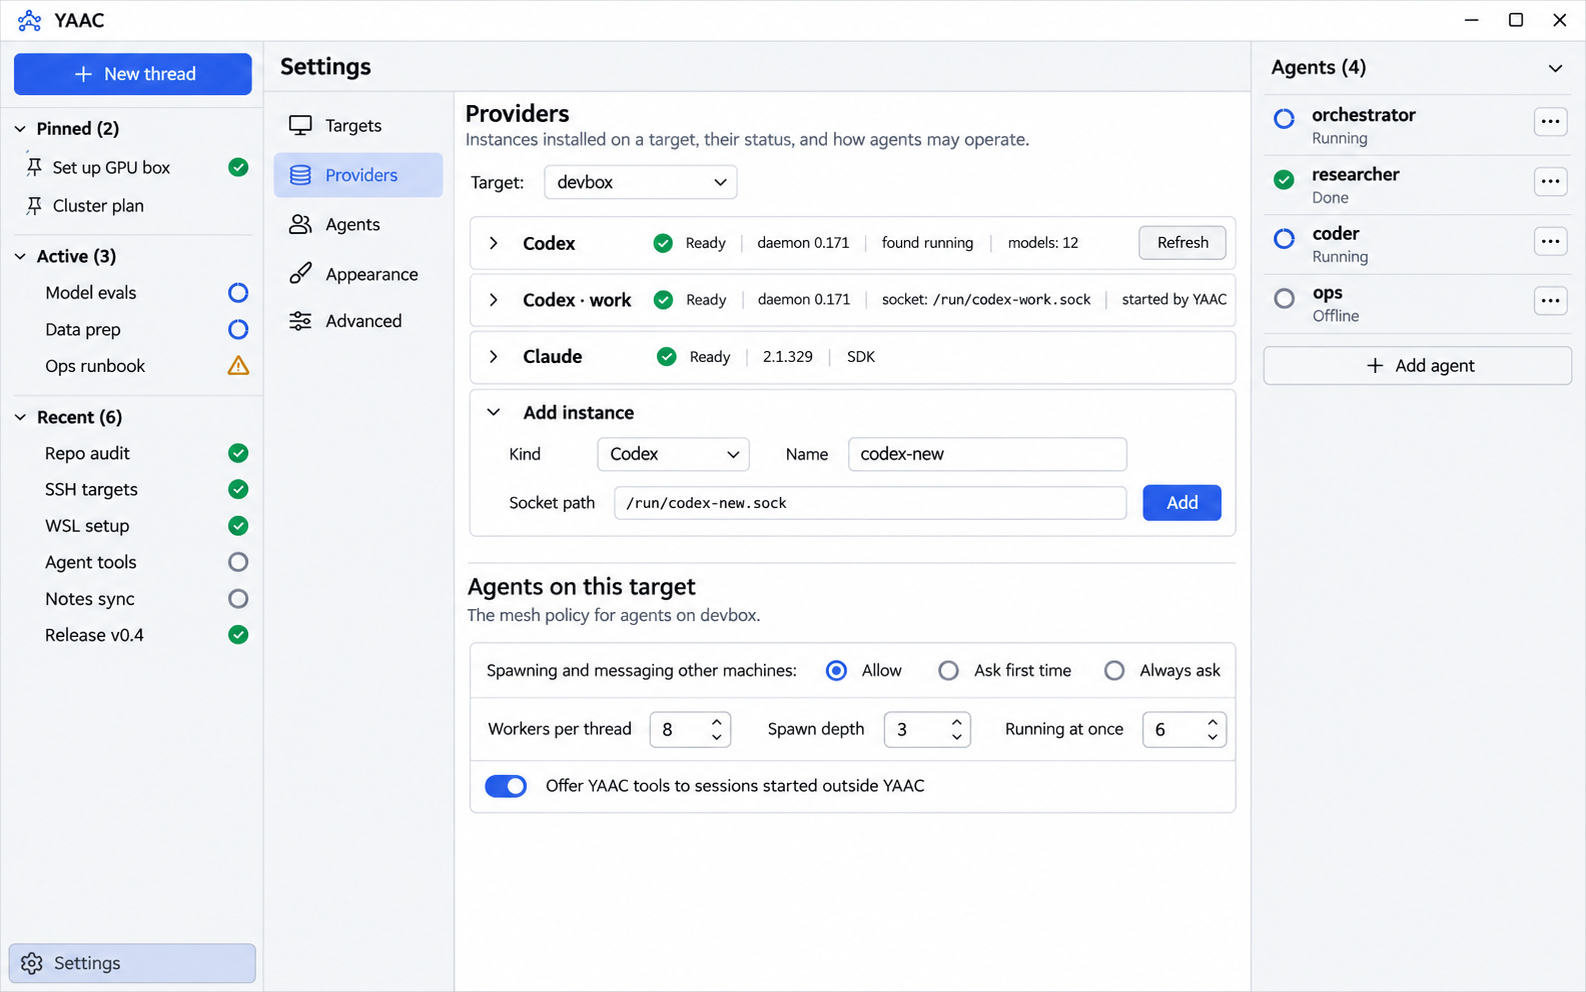 YAAC
New thread
Pinned (2)
Set up GPU box
Cluster plan
Active (3)
Model evals
Data prep
Ops runbook
Recent (6)
Repo audit
SSH targets
WSL setup
Agent tools
Notes sync
Release v0.4
Settings
Settings
Targets
Providers
Agents
Appearance
Advanced
Providers
Instances installed on a target, their status, and how agents may operate.
Target: devbox
Codex Ready daemon 0.171 found running models: 12 Refresh
Codex · work Ready daemon 0.171 socket: /run/codex-work.sock started by YAAC
Claude Ready 2.1.329 SDK
Add instance
Kind Codex Name codex-new
Socket path /run/codex-new.sock Add
Agents on this target
The mesh policy for agents on devbox.
Spawning and messaging other machines: Allow Ask first time Always ask
Workers per thread 8 Spawn depth 3 Running at once 6
Offer YAAC tools to sessions started outside YAAC
Agents (4)
orchestrator
Running
researcher
Done
coder
Running
ops
Offline
Add agent